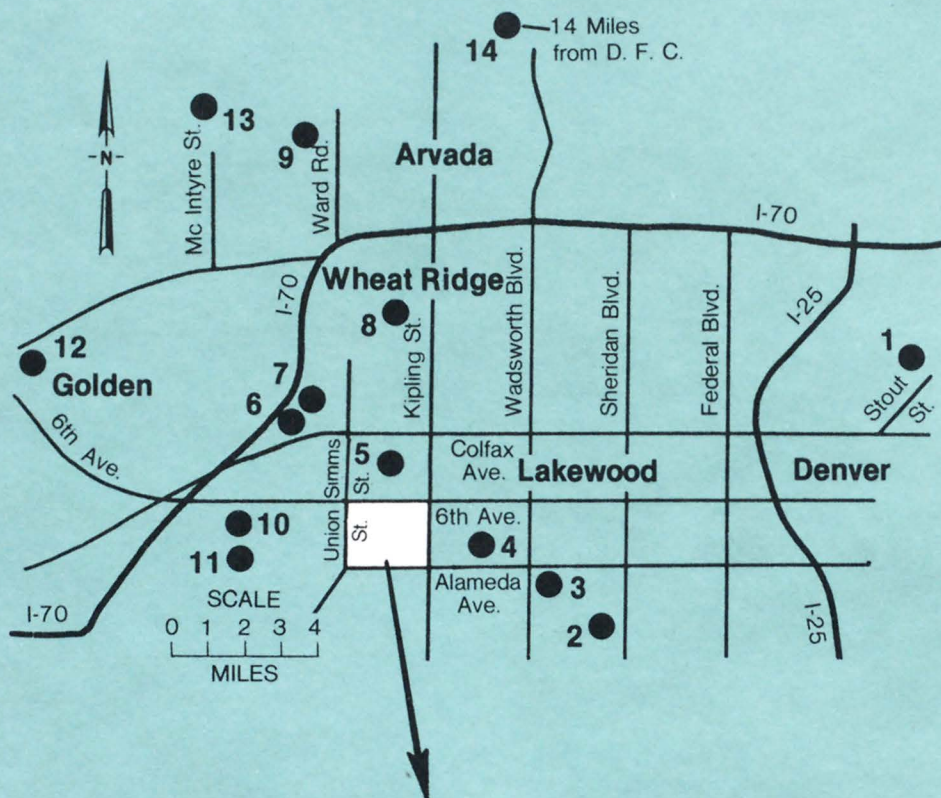 14 Miles
from D. F. C.
14
-N-
13
Mc Intyre St.
9
Ward Rd.
Arvada
I-70
I-70
Wheat Ridge
8
Kipling St.
Wadsworth Blvd.
Sheridan Blvd.
Federal Blvd.
I-25
1
Stout
St.
12
Golden
7
6
6th Ave.
5
Simms
St.
Colfax
Ave.
Lakewood
Denver
Union
St.
6th Ave.
10
11
4
Alameda
Ave.
3
2
I-25
I-70
SCALE
0 1 2 3 4
MILES